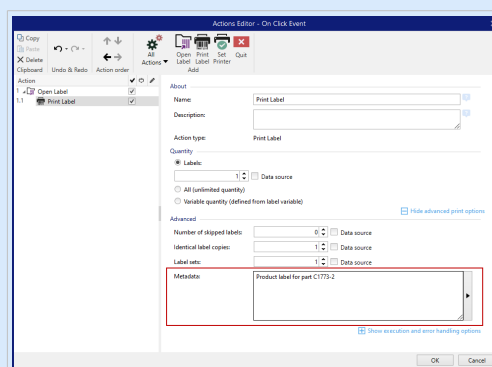 Actions Editor - On Click Event
Copy
Paste
Delete
Clipboard
Undo & Redo
Action order
All Actions
Open Label
Print Label
Set Printer
Quit
Add
Action
1 Open Label
1.1 Print Label
About
Name: Print Label
Description:
Action type: Print Label
Quantity
Labels:
1 Data source
All (unlimited quantity)
Variable quantity (defined from label variable)
Hide advanced print options
Advanced
Number of skipped labels: 0 Data source
Identical label copies: 1 Data source
Label sets: 1 Data source
Metadata: Product label for part C1773-2
Show execution and error handling options
OK Cancel